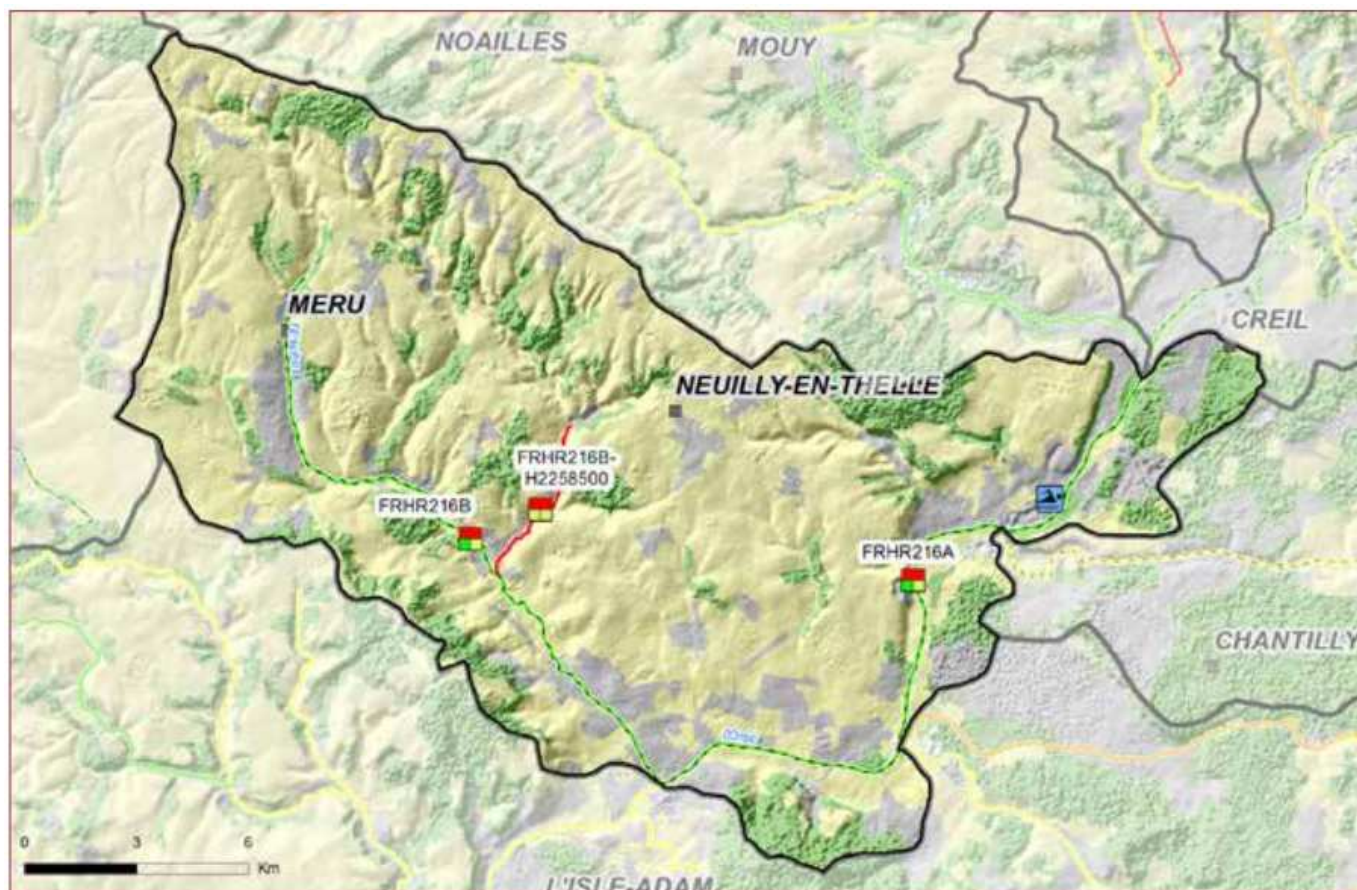 NOAILLES
MOUY
MERU
CREIL
NEUILLY-EN-THELLE
FRHR216B-
H2258500
FRHR216B
FRHR216A
CHANTILLY
0 3 6
Km
L'ISLE-ADAM